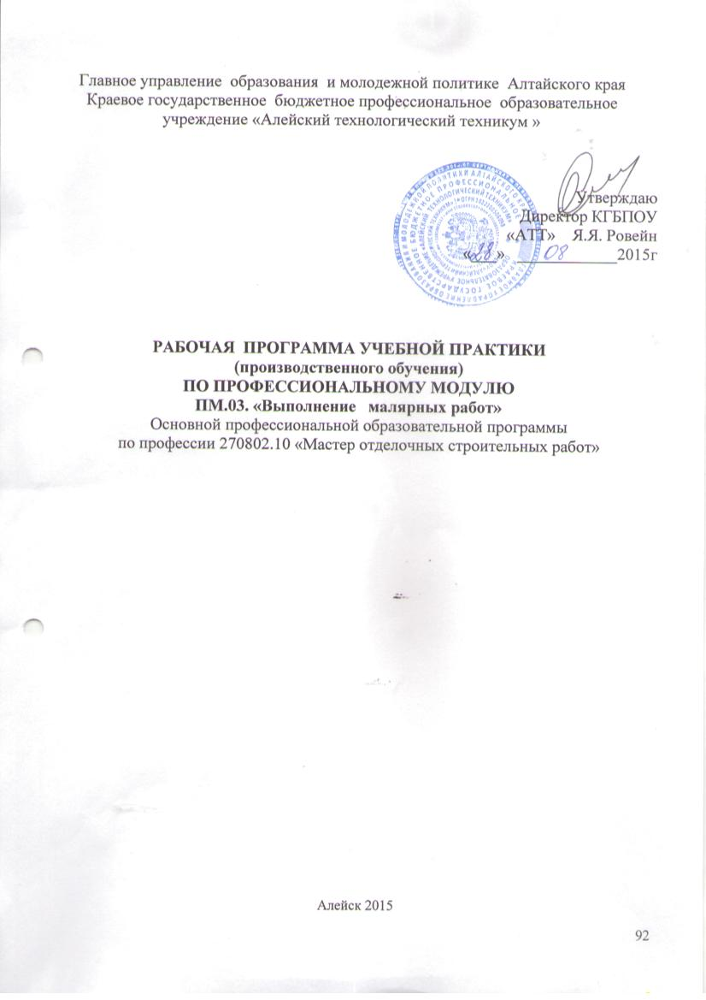 Главное управление  образования  и молодежной политике  Алтайского края
Краевое государственное  бюджетное профессиональное  образовательное
учреждение «Алейский технологический техникум »
Утверждаю
Директор КГБПОУ
«АТТ»    Я.Я. Ровейн
«28» 08 2015г
РАБОЧАЯ  ПРОГРАММА УЧЕБНОЙ ПРАКТИКИ
(производственного обучения)
ПО ПРОФЕССИОНАЛЬНОМУ МОДУЛЮ
ПМ.03. «Выполнение   малярных работ»
Основной профессиональной образовательной программы
по профессии 270802.10 «Мастер отделочных строительных работ»
Алейск 2015
92